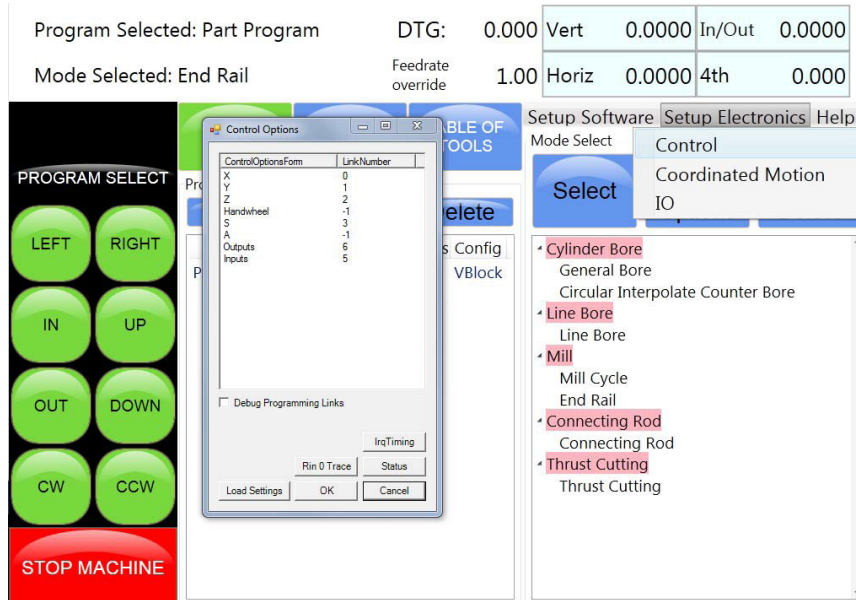 Program Selected: Part Program
DTG: 0.000
Vert 0.0000
In/Out 0.0000
Mode Selected: End Rail
Feedrate
override 1.00
Horiz 0.0000
4th 0.000
PROGRAM SELECT
LEFT
RIGHT
IN
UP
OUT
DOWN
CW
CCW
STOP MACHINE
BLE OF
TOOLS
Pro
elete
s Config
P
VBlock
Control Options
ControlOptionsForm LinkNumber
X 0
Y 1
Z 2
Handwheel -1
S 3
A -1
Outputs 6
Inputs 5
Debug Programming Links
IrqTiming
Rin 0 Trace
Status
Load Settings
OK
Cancel
Setup Software Setup Electronics Help
Mode Select
Control
Coordinated Motion
IO
Select
Cylinder Bore
General Bore
Circular Interpolate Counter Bore
Line Bore
Line Bore
Mill
Mill Cycle
End Rail
Connecting Rod
Connecting Rod
Thrust Cutting
Thrust Cutting